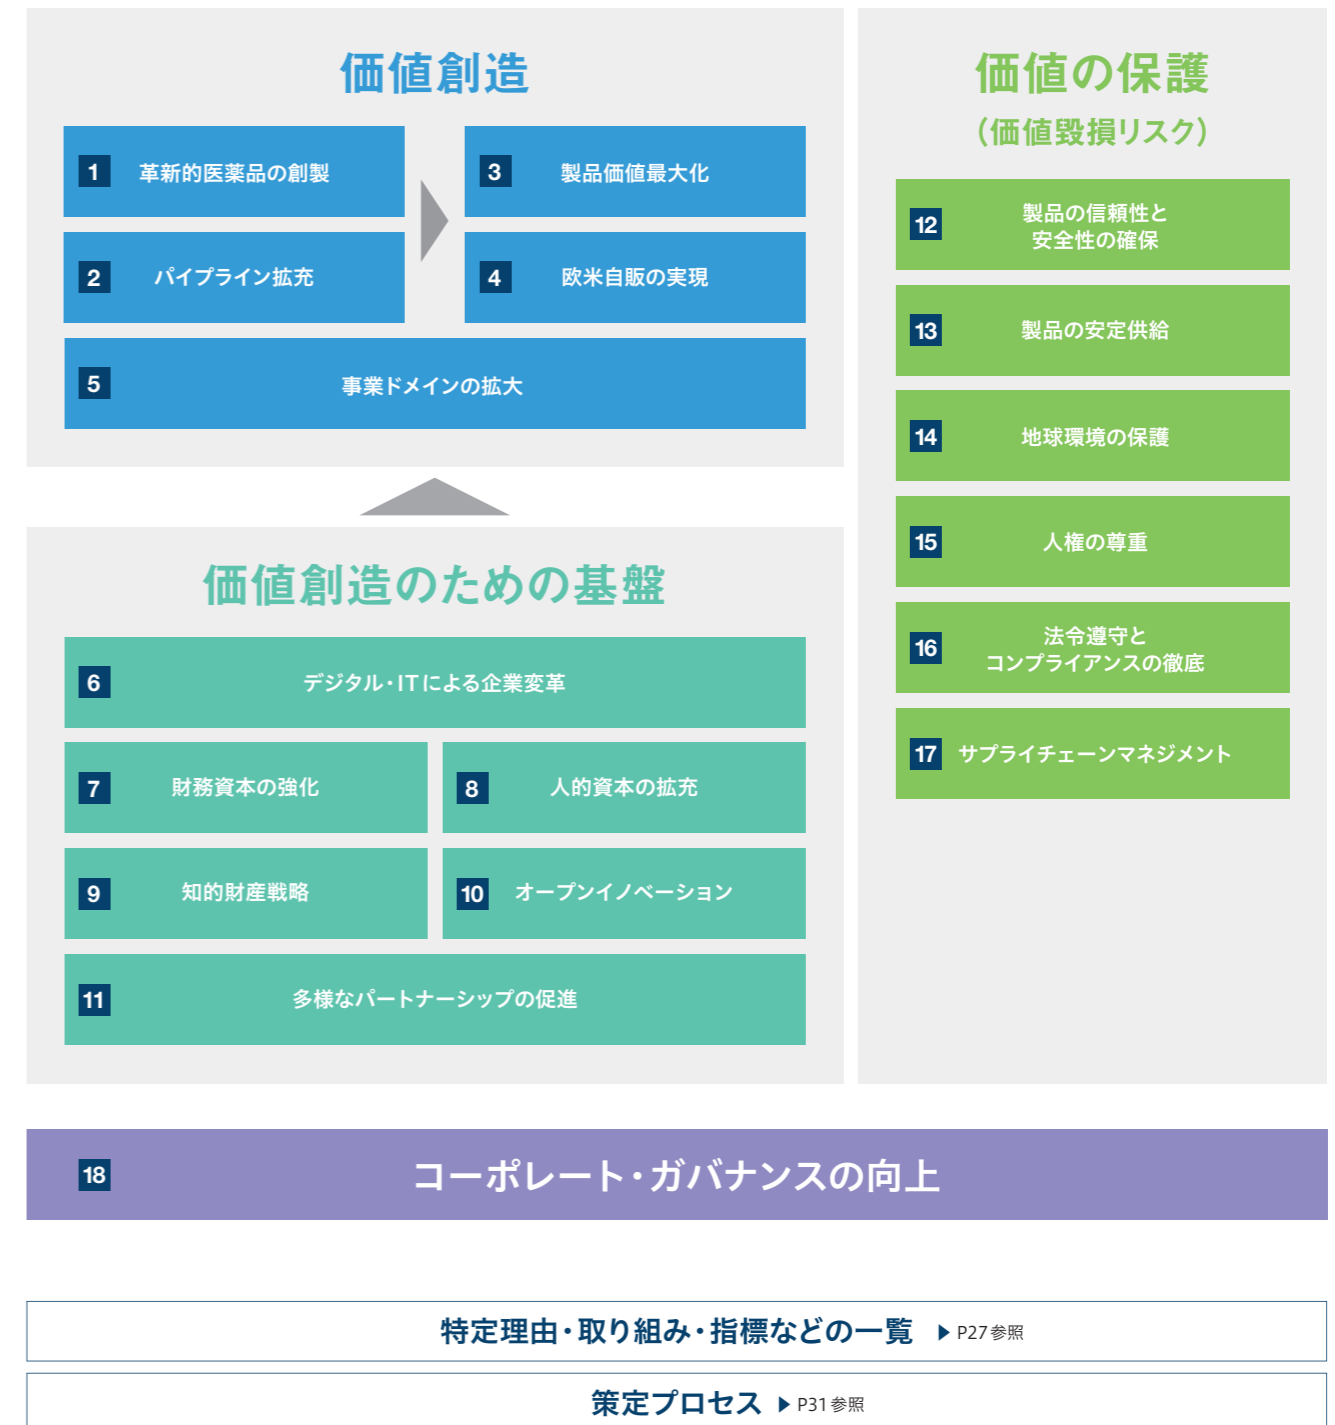 価値創造
1 革新的医薬品の創製
2 パイプライン拡充
3 製品価値最大化
4 欧米自販の実現
5 事業ドメインの拡大
価値創造のための基盤
6 デジタル・ITによる企業変革
7 財務資本の強化
8 人的資本の拡充
9 知的財産戦略
10 オープンイノベーション
11 多様なパートナーシップの促進
価値の保護
（価値毀損リスク）
12 製品の信頼性と
安全性の確保
13 製品の安定供給
14 地球環境の保護
15 人権の尊重
16 法令遵守と
コンプライアンスの徹底
17 サプライチェーンマネジメント
18 コーポレート・ガバナンスの向上
特定理由・取り組み・指標などの一覧 ▶ P27参照
策定プロセス ▶ P31参照